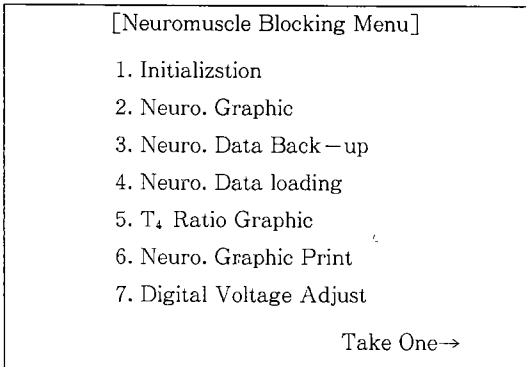 [Neuromuscle Blocking Menu]
1. Initializstion
2. Neuro. Graphic
3. Neuro. Data Back－up
4. Neuro. Data loading
5. T₄ Ratio Graphic
6. Neuro. Graphic Print
7. Digital Voltage Adjust
Take One→